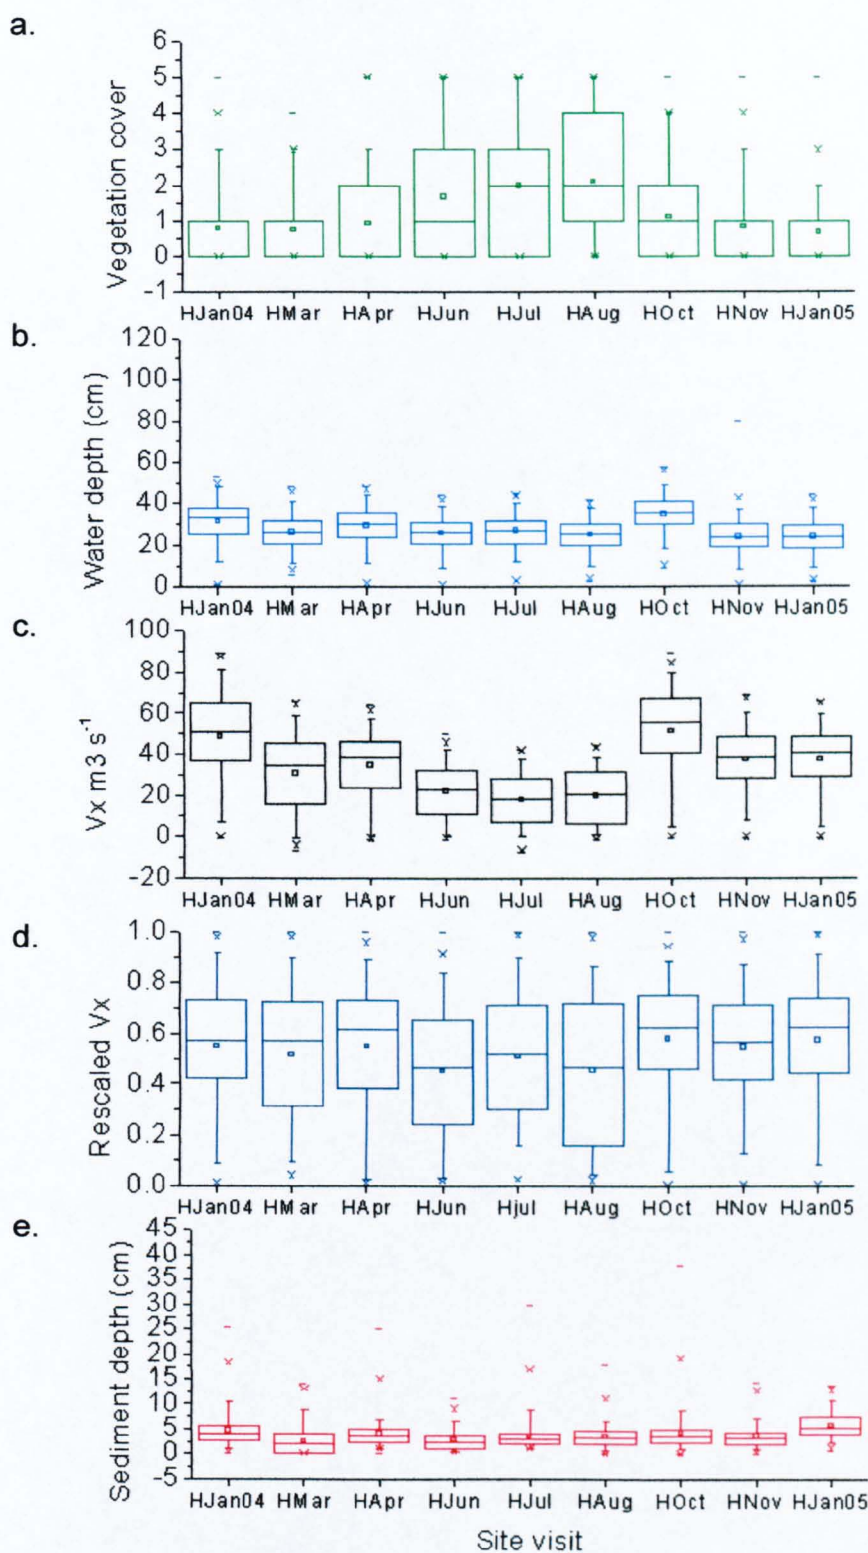 a.
Vegetation cover
6
5
4
3
2
1
0
-1
HJan04 HMar HApr HJun HJul HAug HOct HNov HJan05
b.
Water depth (cm)
120
100
80
60
40
20
0
HJan04 HMar HApr HJun HJul HAug HOct HNov HJan05
c.
Vx m3 s⁻¹
100
80
60
40
20
0
-20
HJan04 HMar HApr HJun HJul HAug HOct HNov HJan05
d.
Rescaled Vx
1.0
0.8
0.6
0.4
0.2
0.0
HJan04 HMar HApr HJun Hjul HAug HOct HNov HJan05
e.
Sediment depth (cm)
45
40
35
30
25
20
15
10
5
0
-5
HJan04 HMar HApr HJun HJul HAug HOct HNov HJan05
Site visit